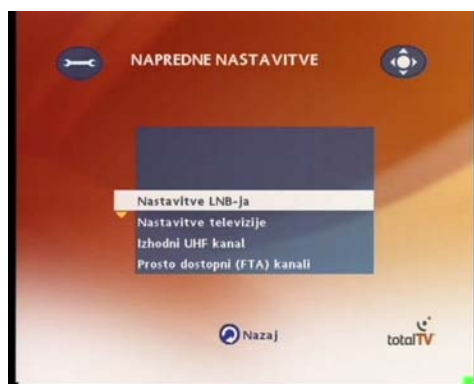 NAPREDNE NASTAVITVE
Nastavitve LNB-ja
Nastavitve televizije
Izhodni UHF kanal
Prosto dostopni (FTA) kanali
Nazaj
totalTV